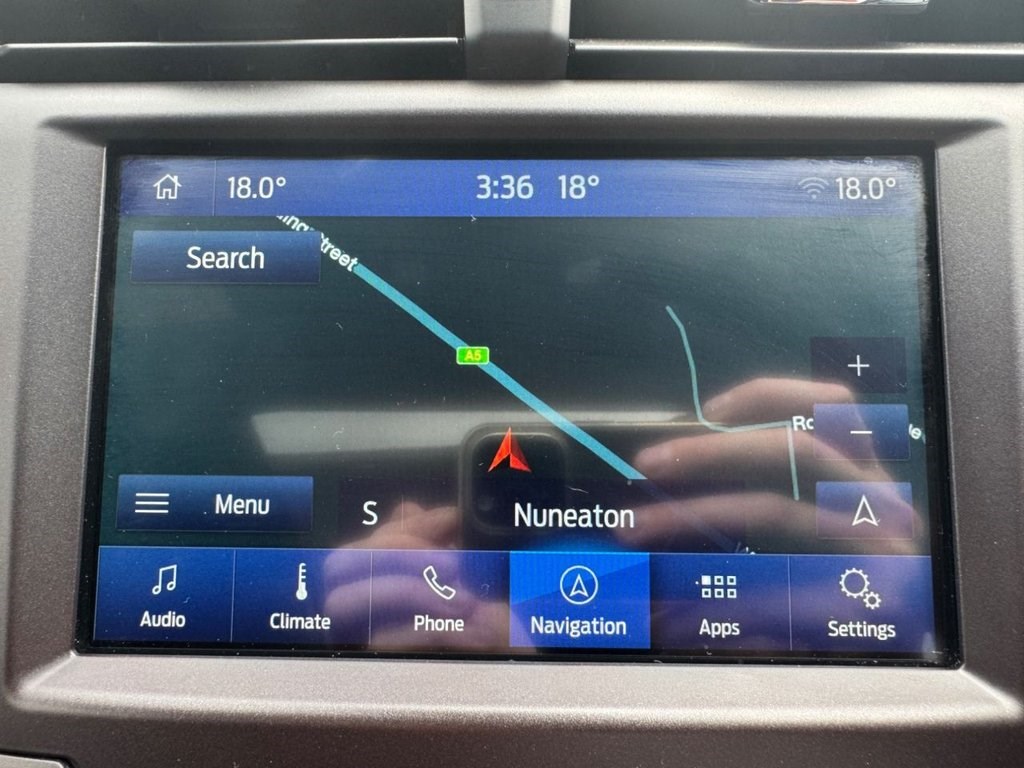 18.0°
3:36 18°
18.0°
Search
A5
Menu
S
Nuneaton
Audio
Climate
Phone
Navigation
Apps
Settings